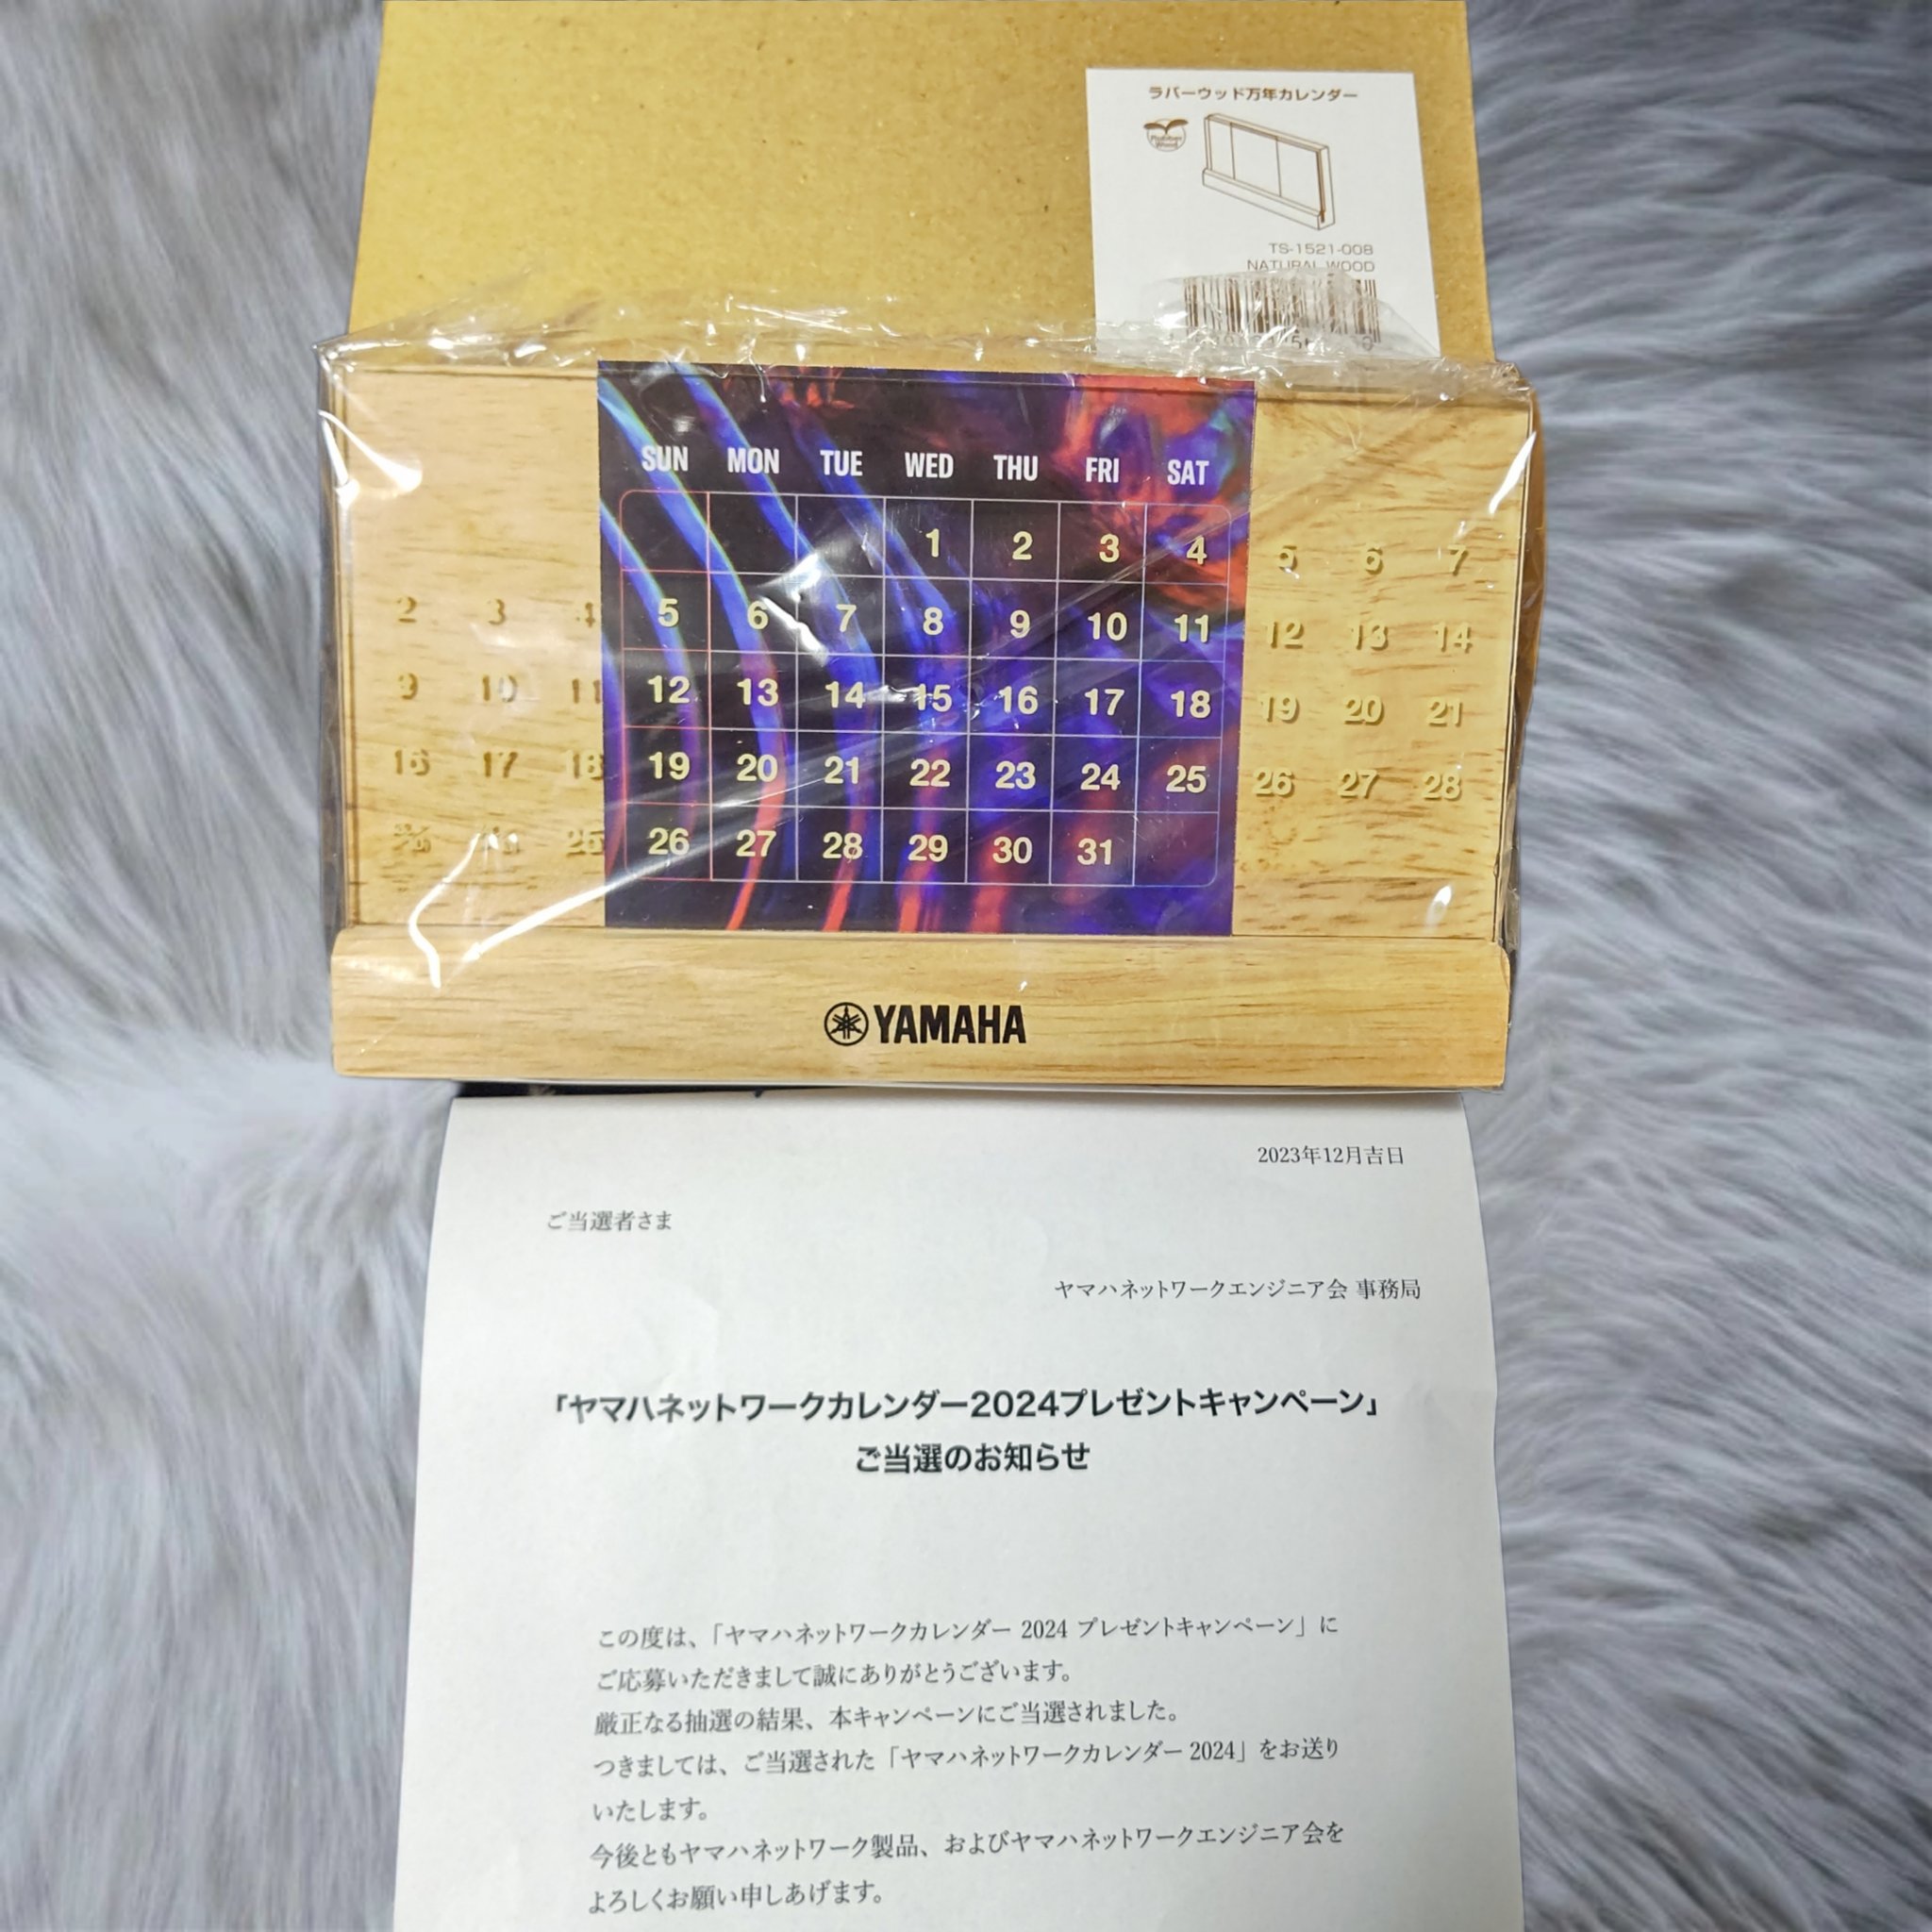 ラバーウッド万年カレンダー
Rubber
Wood
TS-1521-008
NATURAL WOOD
SUN MON TUE WED THU FRI SAT
1 2 3 4 5 6 7
2 3 4 5 6 7 8 9 10 11 12 13 14
9 10 11 12 13 14 15 16 17 18 19 20 21
16 17 18 19 20 21 22 23 24 25 26 27 28
25 26 27 28 29 30 31
YAMAHA
2023年12月吉日
ご当選者さま
ヤマハネットワークエンジニア会 事務局
「ヤマハネットワークカレンダー2024プレゼントキャンペーン」
ご当選のお知らせ
この度は、「ヤマハネットワークカレンダー 2024 プレゼントキャンペーン」に
ご応募いただきまして誠にありがとうございます。
厳正なる抽選の結果、本キャンペーンにご当選されました。
つきましては、ご当選された「ヤマハネットワークカレンダー 2024」をお送り
いたします。
今後ともヤマハネットワーク製品、およびヤマハネットワークエンジニア会を
よろしくお願い申しあげます。